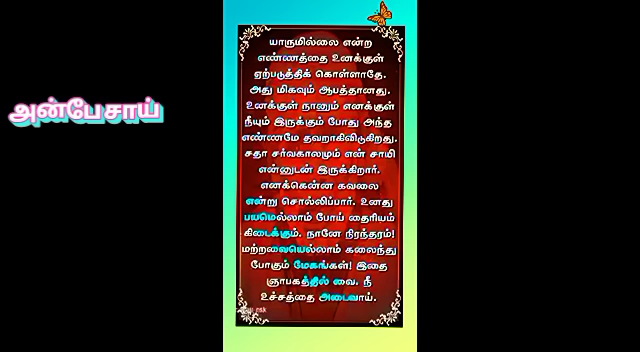 அன்பே சாய்
யாருமில்லை என்ற
எண்ணத்தை உனக்குள்
ஏற்படுத்திக் கொள்ளாதே.
அது மிகவும் ஆபத்தானது.
உனக்குள் நானும் எனக்குள்
நீயும் இருக்கும் போது அந்த
எண்ணமே தவறாகிவிடுகிறது.
சதா சர்வகாலமும் என் சாயி
என்னுடன் இருக்கிறார்.
எனக்கென்ன கவலை
என்று சொல்லிப்பார். உனது
பயமெல்லாம் போய் தைரியம்
கிடைக்கும். நானே நிரந்தரம்!
மற்றவையெல்லாம் கலைந்து
போகும் மேகங்கள்! இதை
ஞாபகத்தில் வை. நீ
உச்சத்தை அடைவாய்.